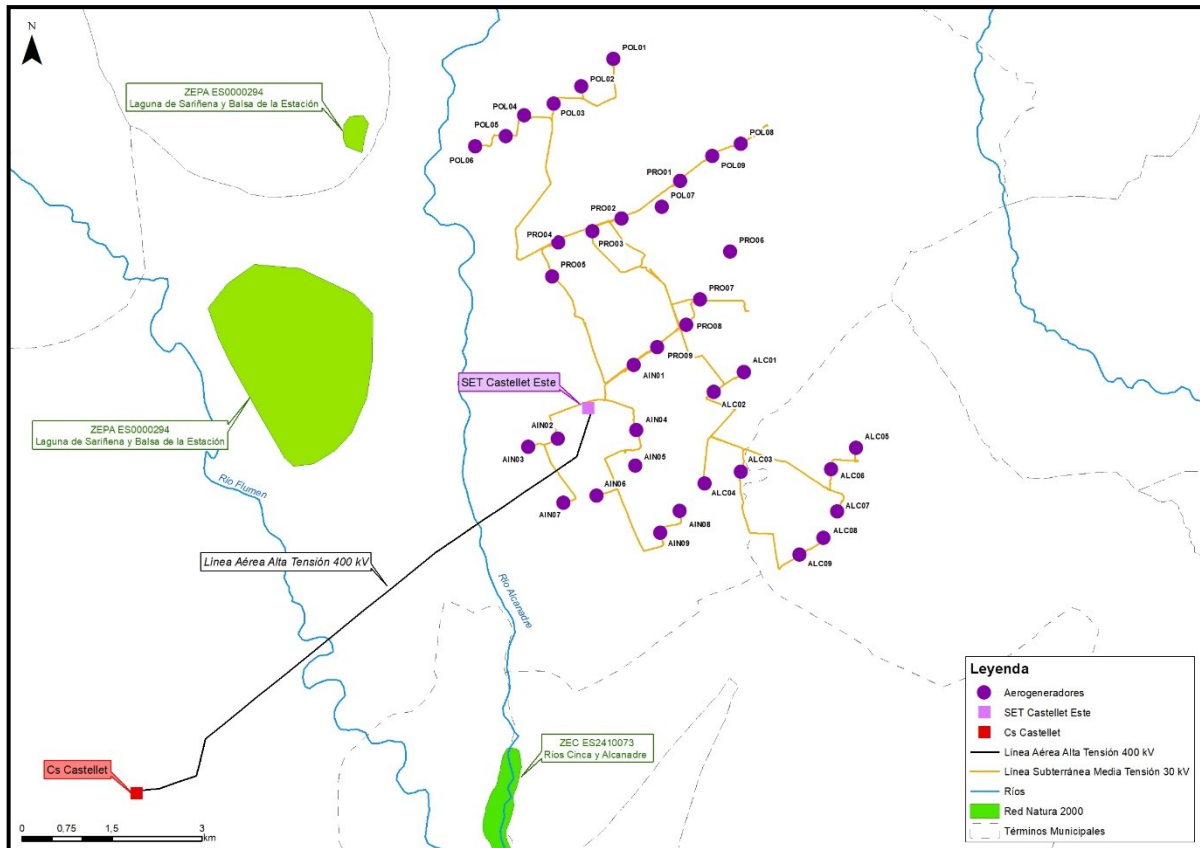 N
ZEPA ES0000294
Laguna de Sariñena y Balsa de la Estación
POL01
POL02
POL03
POL04
POL05
POL06
POL08
POL09
PRO01
POL07
PRO02
PRO03
PRO04
PRO05
PRO06
PRO07
PRO08
PRO09
AIN01
ALC01
ALC02
SET Castellet Este
ZEPA ES0000294
Laguna de Sariñena y Balsa de la Estación
AIN02
AIN03
AIN04
AIN05
AIN06
AIN07
AIN08
AIN09
ALC03
ALC04
ALC05
ALC06
ALC07
ALC08
ALC09
Río Flumen
Línea Aérea Alta Tensión 400 kV
Río Alcanadre
ZEC ES2410073
Ríos Cinca y Alcanadre
Cs Castellet
0 0,75 1,5 3
km
Leyenda
Aerogeneradores
SET Castellet Este
Cs Castellet
Línea Aérea Alta Tensión 400 kV
Línea Subterránea Media Tensión 30 kV
Ríos
Red Natura 2000
Términos Municipales